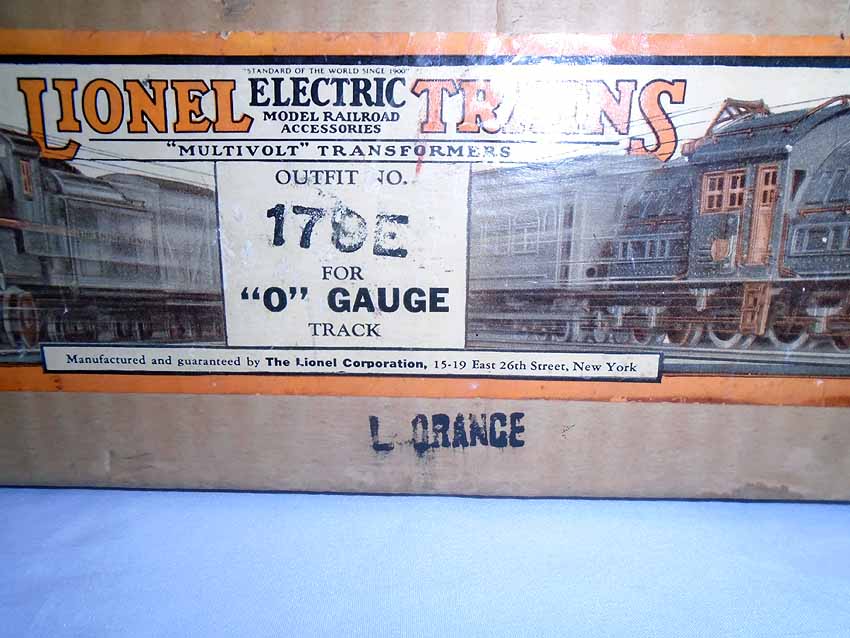 "STANDARD OF THE WORLD SINCE 1900"
LIONEL ELECTRIC TRAINS
MODEL RAILROAD
ACCESSORIES
"MULTIVOLT" TRANSFORMERS
OUTFIT NO.
FOR
"O" GAUGE
TRACK
Manufactured and guaranteed by The Lionel Corporation, 15-19 East 26th Street, New York
L ORANGE